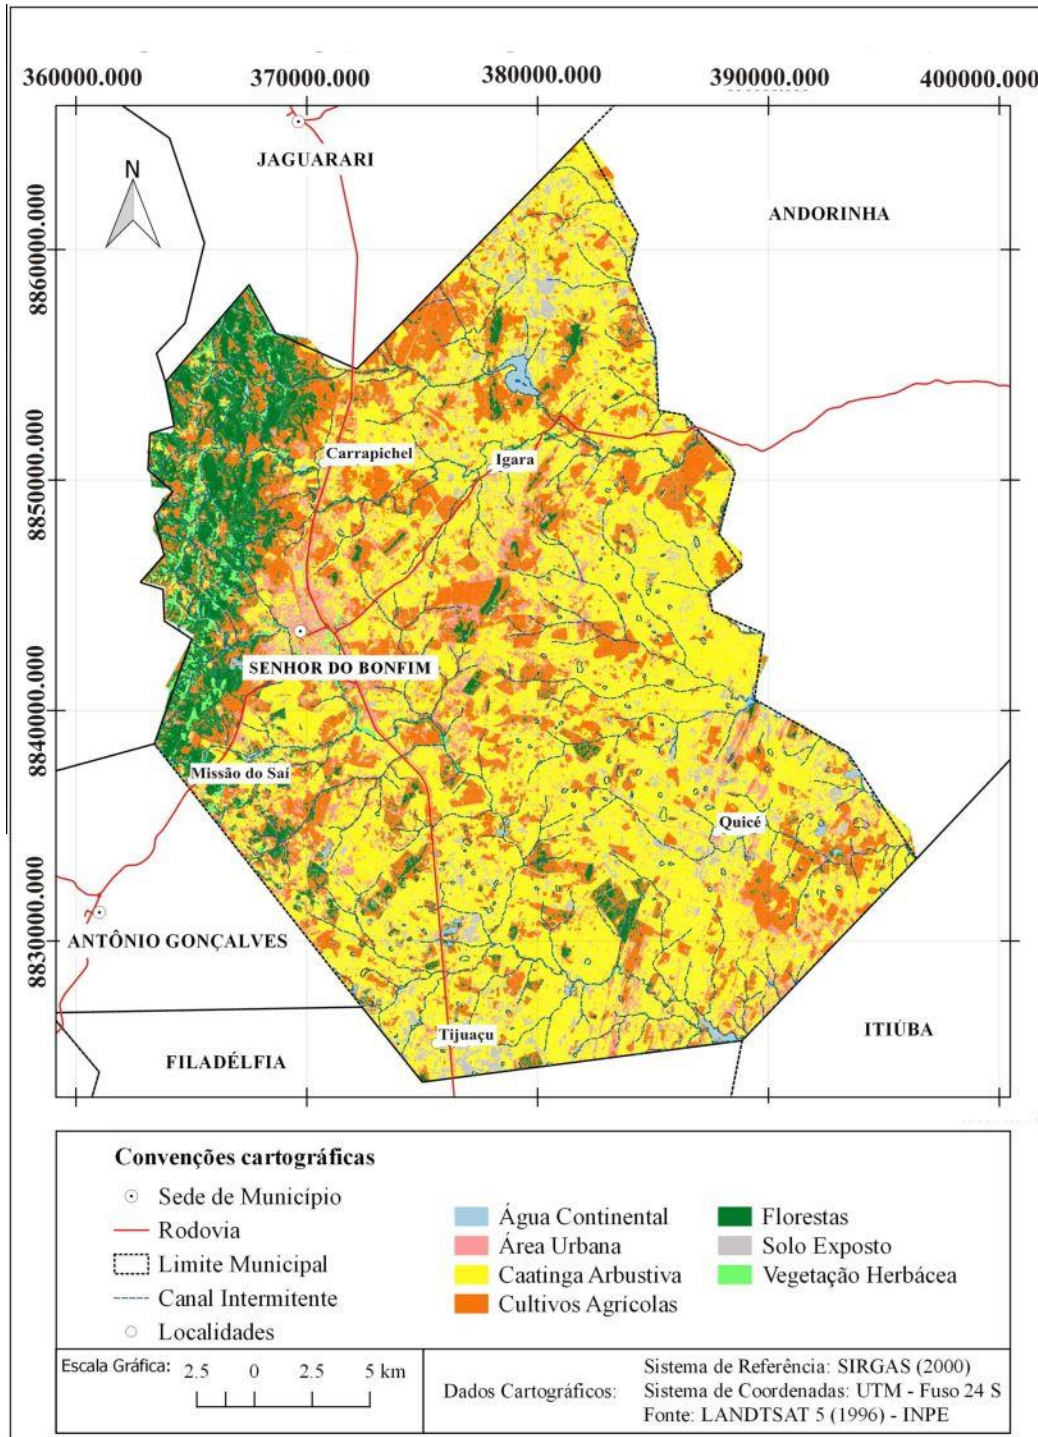 360000.000 370000.000 380000.000 390000.000 400000.000
JAGUARARI
N
ANDORINHA
8860000.000
Carrapichel
Igara
8850000.000
SENHOR DO BONFIM
8840000.000
Missão do Saí
Quicé
8830000.000
ANTÔNIO GONÇALVES
Tijuaçu
ITIÚBA
FILADÉLFIA
Convenções cartográficas
Sede de Município
Rodovia
Limite Municipal
Canal Intermitente
Localidades
Água Continental
Área Urbana
Caatinga Arbustiva
Cultivos Agrícolas
Florestas
Solo Exposto
Vegetação Herbácea
Escala Gráfica: 2.5 0 2.5 5 km
Dados Cartográficos:
Sistema de Referência: SIRGAS (2000)
Sistema de Coordenadas: UTM - Fuso 24 S
Fonte: LANDTSAT 5 (1996) - INPE